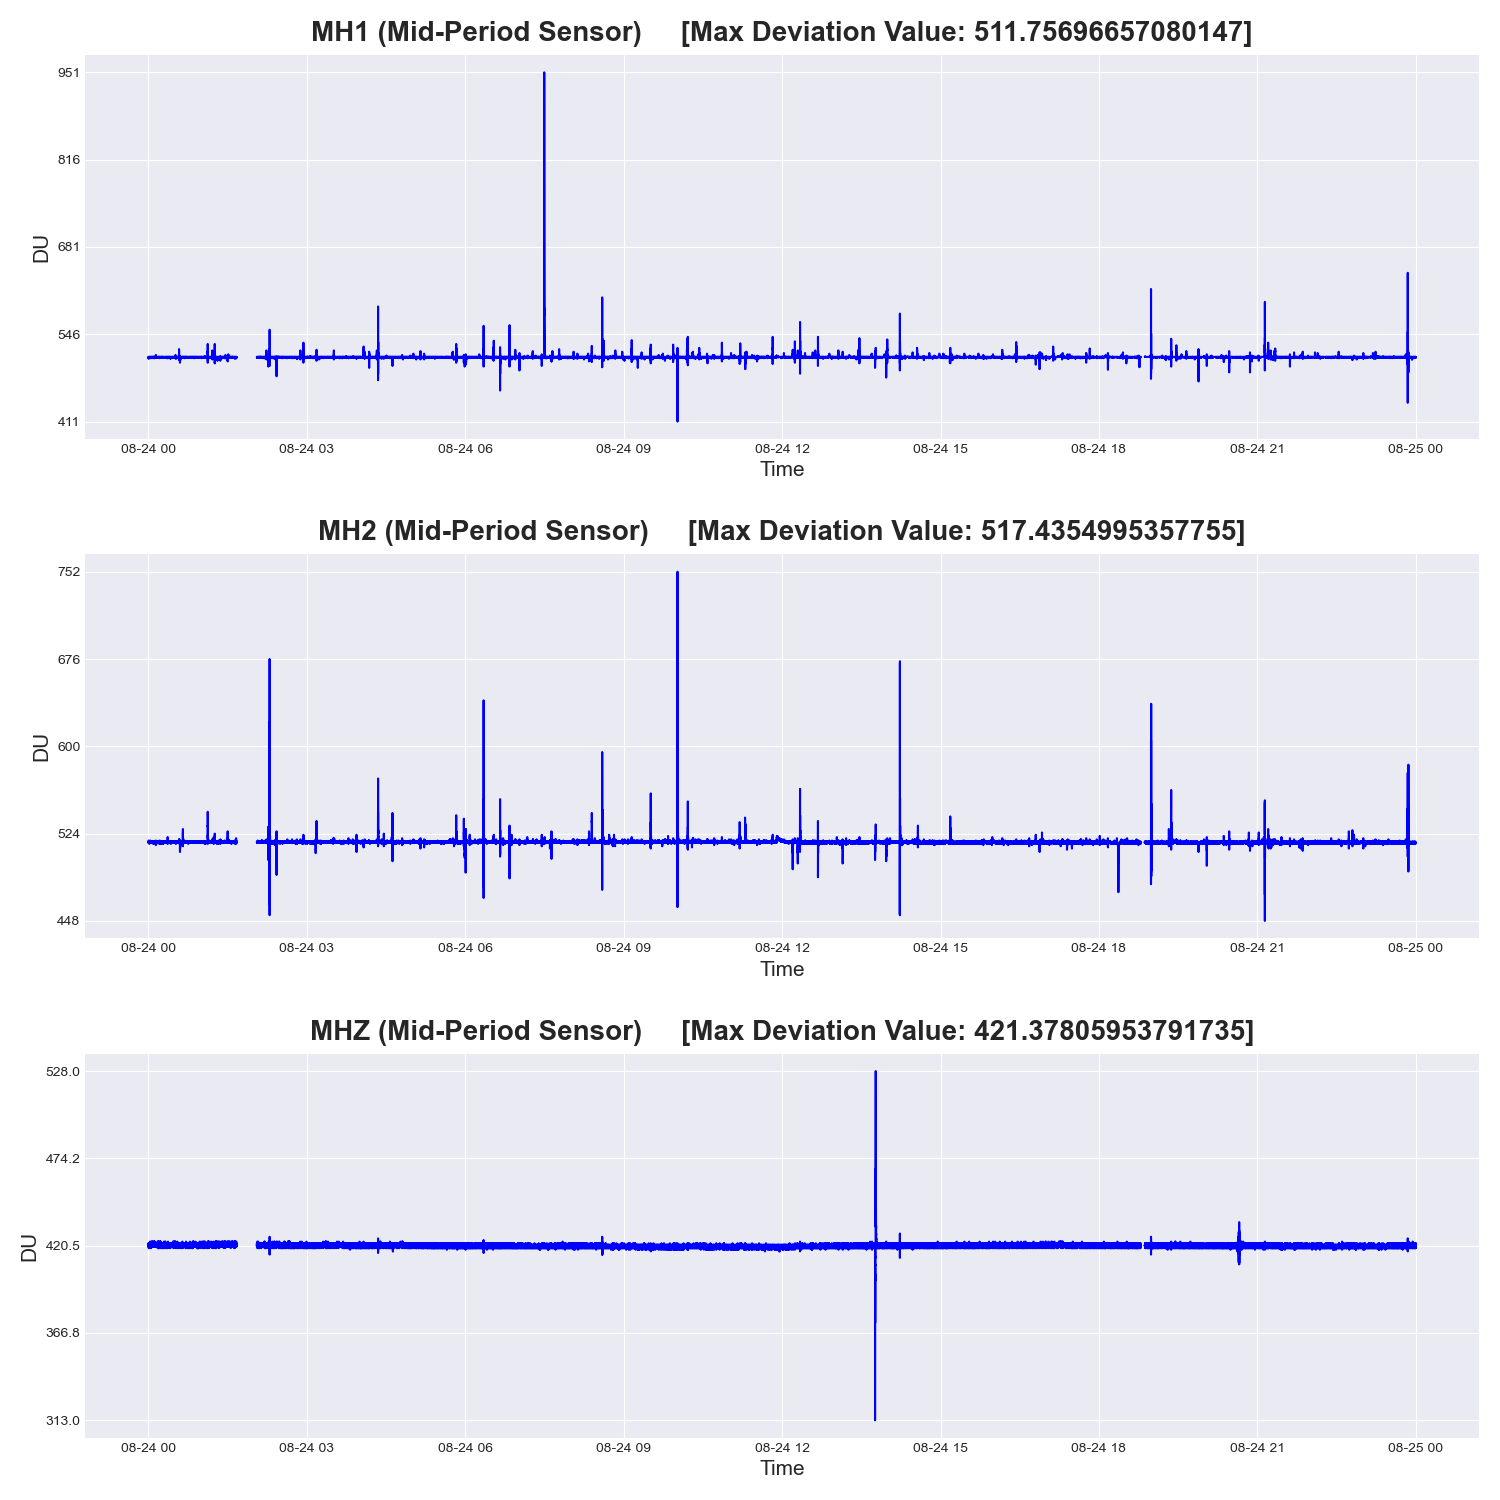 MH1 (Mid-Period Sensor) [Max Deviation Value: 511.75696657080147]
951
816
681
546
411
DU
08-24 00 08-24 03 08-24 06 08-24 09 08-24 12 08-24 15 08-24 18 08-24 21 08-25 00
Time
MH2 (Mid-Period Sensor) [Max Deviation Value: 517.4354995357755]
752
676
600
524
448
DU
08-24 00 08-24 03 08-24 06 08-24 09 08-24 12 08-24 15 08-24 18 08-24 21 08-25 00
Time
MHZ (Mid-Period Sensor) [Max Deviation Value: 421.37805953791735]
528.0
474.2
420.5
366.8
313.0
DU
08-24 00 08-24 03 08-24 06 08-24 09 08-24 12 08-24 15 08-24 18 08-24 21 08-25 00
Time